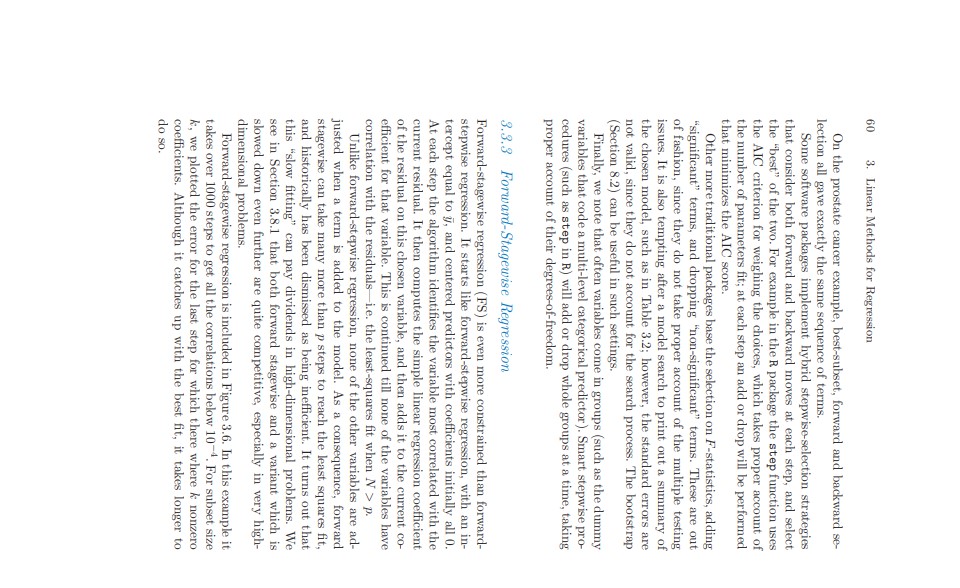 60 3. Linear Methods for Regression
On the prostate cancer example, best-subset, forward and backward se-
lection all gave exactly the same sequence of terms.
Some software packages implement hybrid stepwise-selection strategies
that consider both forward and backward moves at each step, and select
the “best” of the two. For example in the R package the step function uses
the AIC criterion for weighing the choices, which takes proper account of
the number of parameters fit; at each step an add or drop will be performed
that minimizes the AIC score.
Other more traditional packages base the selection on F-statistics, adding
“significant” terms, and dropping “non-significant” terms. These are out
of fashion, since they do not take proper account of the multiple testing
issues. It is also tempting after a model search to print out a summary of
the chosen model, such as in Table 3.2; however, the standard errors are
not valid, since they do not account for the search process. The bootstrap
(Section 8.2) can be useful in such settings.
Finally, we note that often variables come in groups (such as the dummy
variables that code a multi-level categorical predictor). Smart stepwise pro-
cedures (such as step in R) will add or drop whole groups at a time, taking
proper account of their degrees-of-freedom.
3.3.3 Forward-Stagewise Regression
Forward-stagewise regression (FS) is even more constrained than forward-
stepwise regression. It starts like forward-stepwise regression, with an in-
tercept equal to ȳ, and centered predictors with coefficients initially all 0.
At each step the algorithm identifies the variable most correlated with the
current residual. It then computes the simple linear regression coefficient
of the residual on this chosen variable, and then adds it to the current co-
efficient for that variable. This is continued till none of the variables have
correlation with the residuals—i.e. the least-squares fit when N > p.
Unlike forward-stepwise regression, none of the other variables are ad-
justed when a term is added to the model. As a consequence, forward
stagewise can take many more than p steps to reach the least squares fit,
and historically has been dismissed as being inefficient. It turns out that
this “slow fitting” can pay dividends in high-dimensional problems. We
see in Section 3.8.1 that both forward stagewise and a variant which is
slowed down even further are quite competitive, especially in very high-
dimensional problems.
Forward-stagewise regression is included in Figure 3.6. In this example it
takes over 1000 steps to get all the correlations below 10⁻⁴. For subset size
k, we plotted the error for the last step for which there where k nonzero
coefficients. Although it catches up with the best fit, it takes longer to
do so.